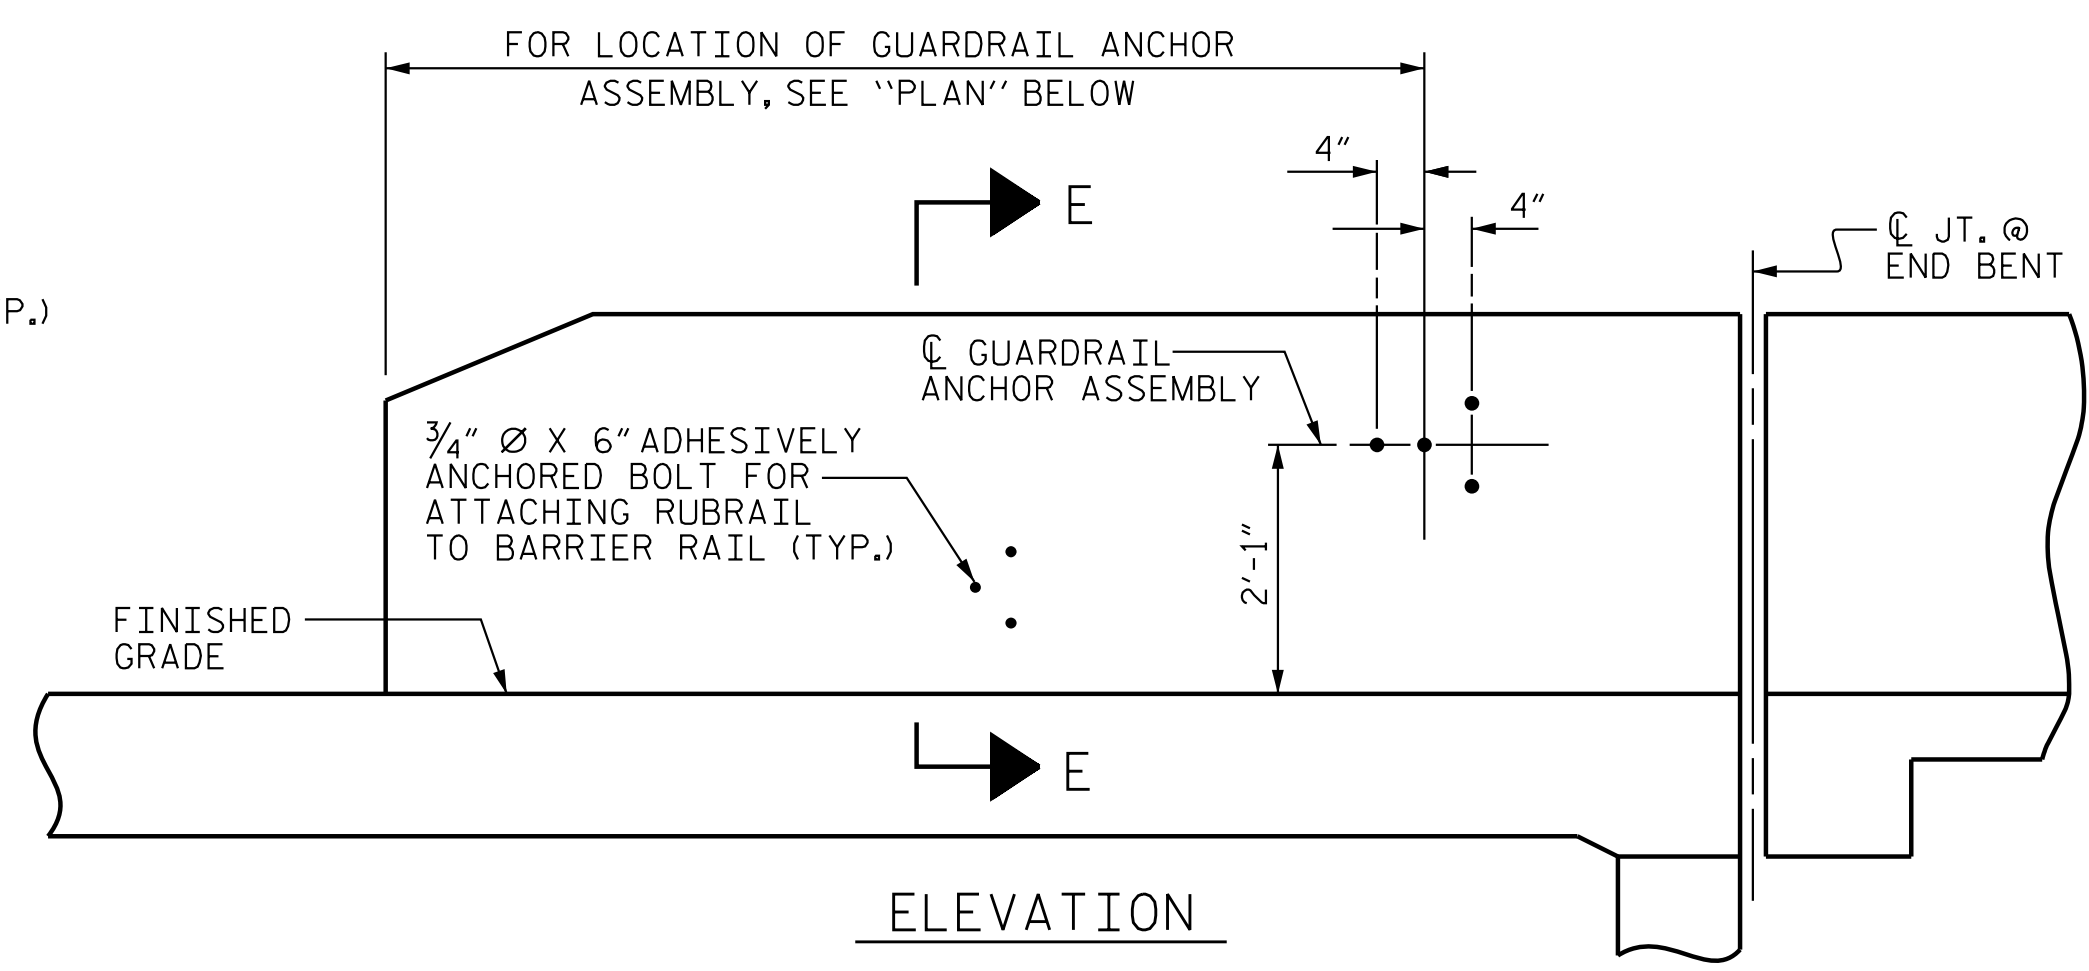 FOR LOCATION OF GUARDRAIL ANCHOR
ASSEMBLY, SEE "PLAN" BELOW
4"
E
4"
℄ JT. @
END BENT
P.)
℄ GUARDRAIL
ANCHOR ASSEMBLY
¾" Ø X 6" ADHESIVELY
ANCHORED BOLT FOR
ATTACHING RUBRAIL
TO BARRIER RAIL (TYP.)
2'-1"
FINISHED
GRADE
E
ELEVATION